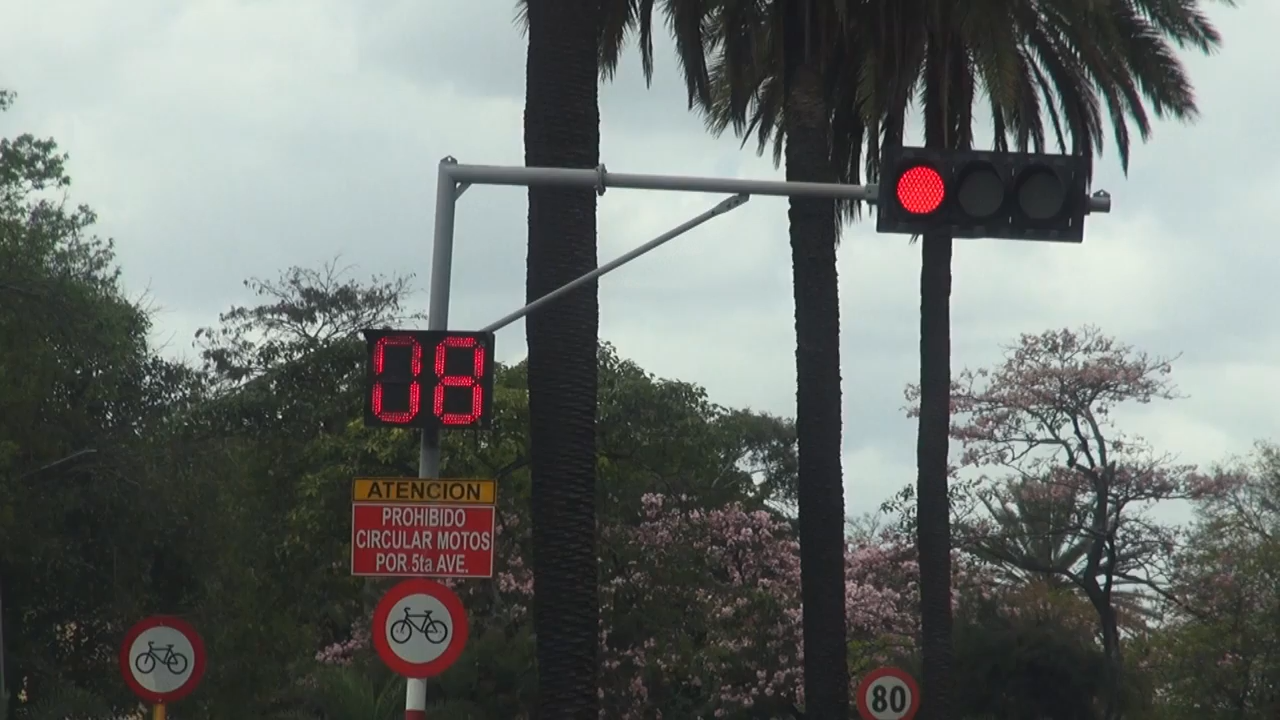 08
ATENCION
PROHIBIDO
CIRCULAR MOTOS
POR 5ta AVE.
80